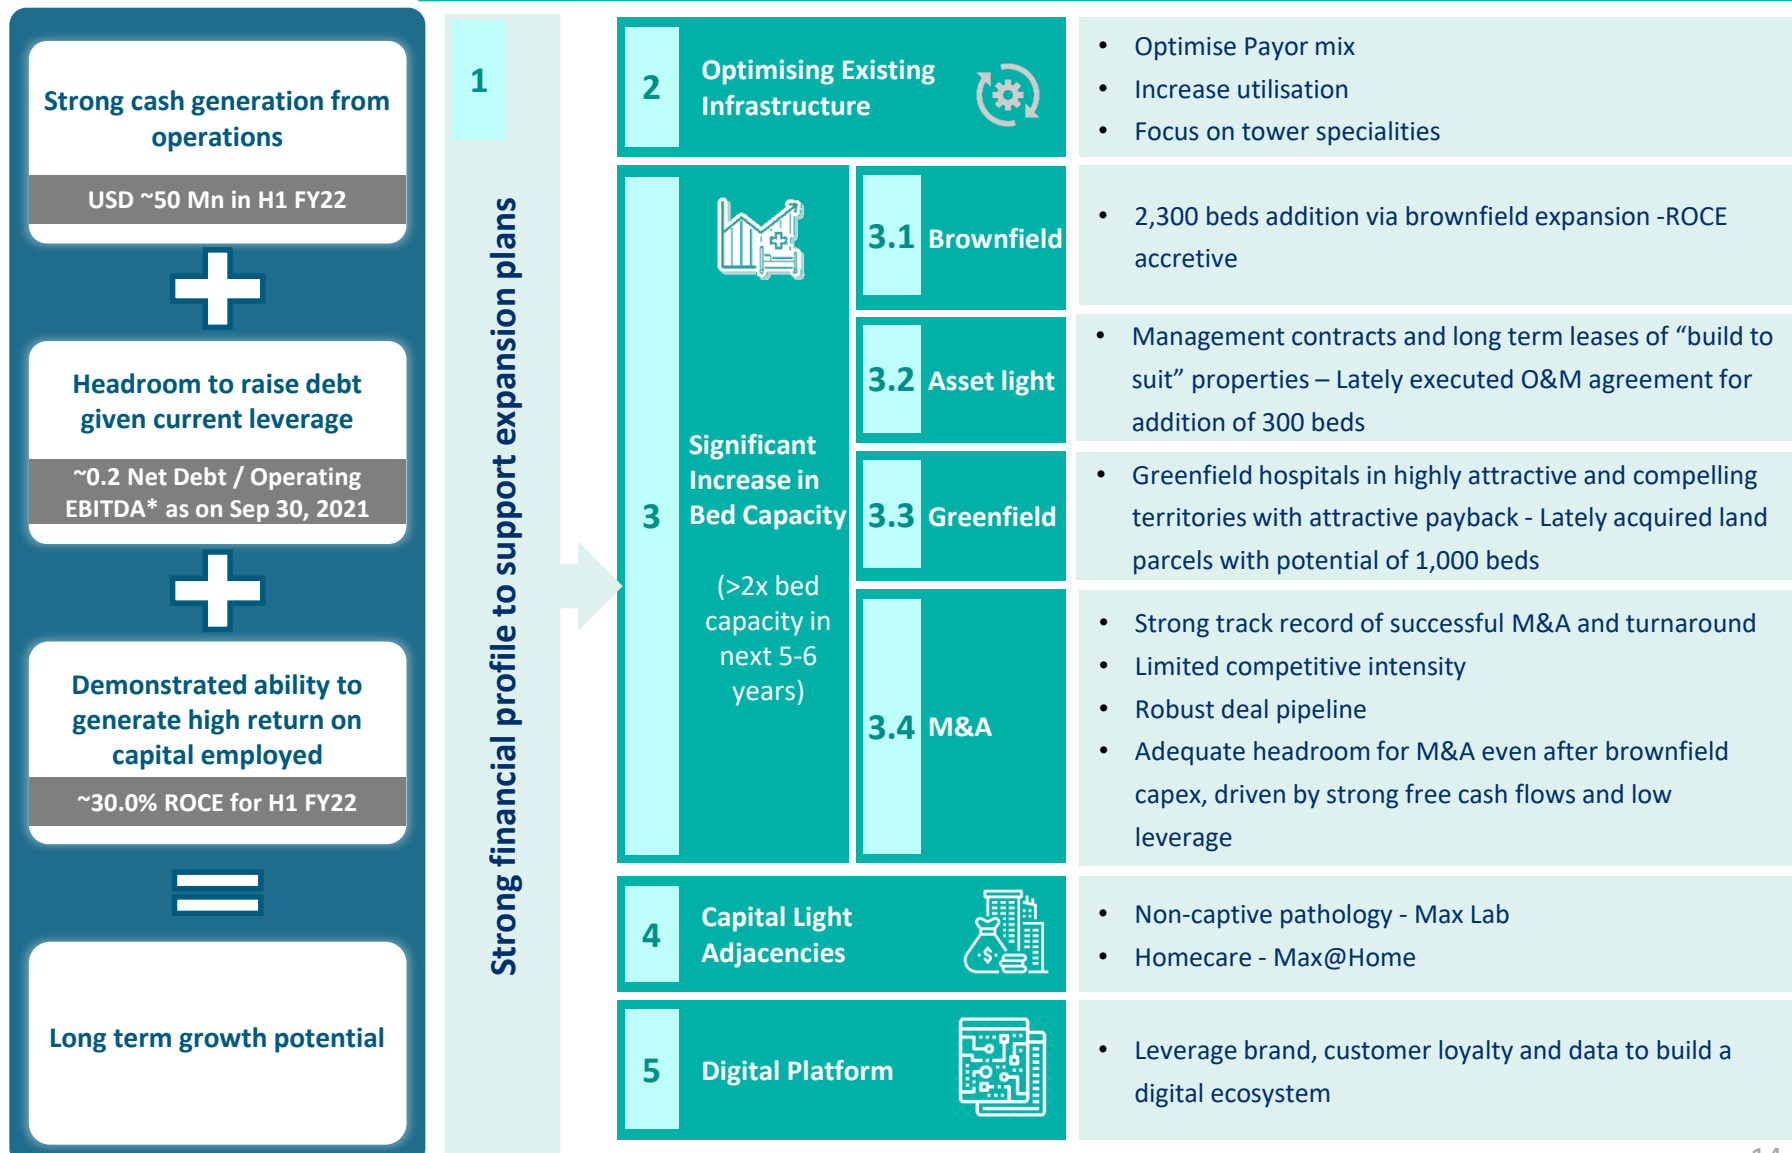 Strong cash generation from
operations
USD ~50 Mn in H1 FY22
Headroom to raise debt
given current leverage
~0.2 Net Debt / Operating
EBITDA* as on Sep 30, 2021
Demonstrated ability to
generate high return on
capital employed
~30.0% ROCE for H1 FY22
Long term growth potential
1
Strong financial profile to support expansion plans
2
Optimising Existing
Infrastructure
• Optimise Payor mix
• Increase utilisation
• Focus on tower specialities
3
Significant
Increase in
Bed Capacity
(>2x bed
capacity in
next 5-6
years)
3.1 Brownfield
• 2,300 beds addition via brownfield expansion -ROCE
accretive
3.2 Asset light
• Management contracts and long term leases of “build to
suit” properties – Lately executed O&M agreement for
addition of 300 beds
3.3 Greenfield
• Greenfield hospitals in highly attractive and compelling
territories with attractive payback - Lately acquired land
parcels with potential of 1,000 beds
3.4 M&A
• Strong track record of successful M&A and turnaround
• Limited competitive intensity
• Robust deal pipeline
• Adequate headroom for M&A even after brownfield
capex, driven by strong free cash flows and low
leverage
4
Capital Light
Adjacencies
• Non-captive pathology - Max Lab
• Homecare - Max@Home
5
Digital Platform
• Leverage brand, customer loyalty and data to build a
digital ecosystem